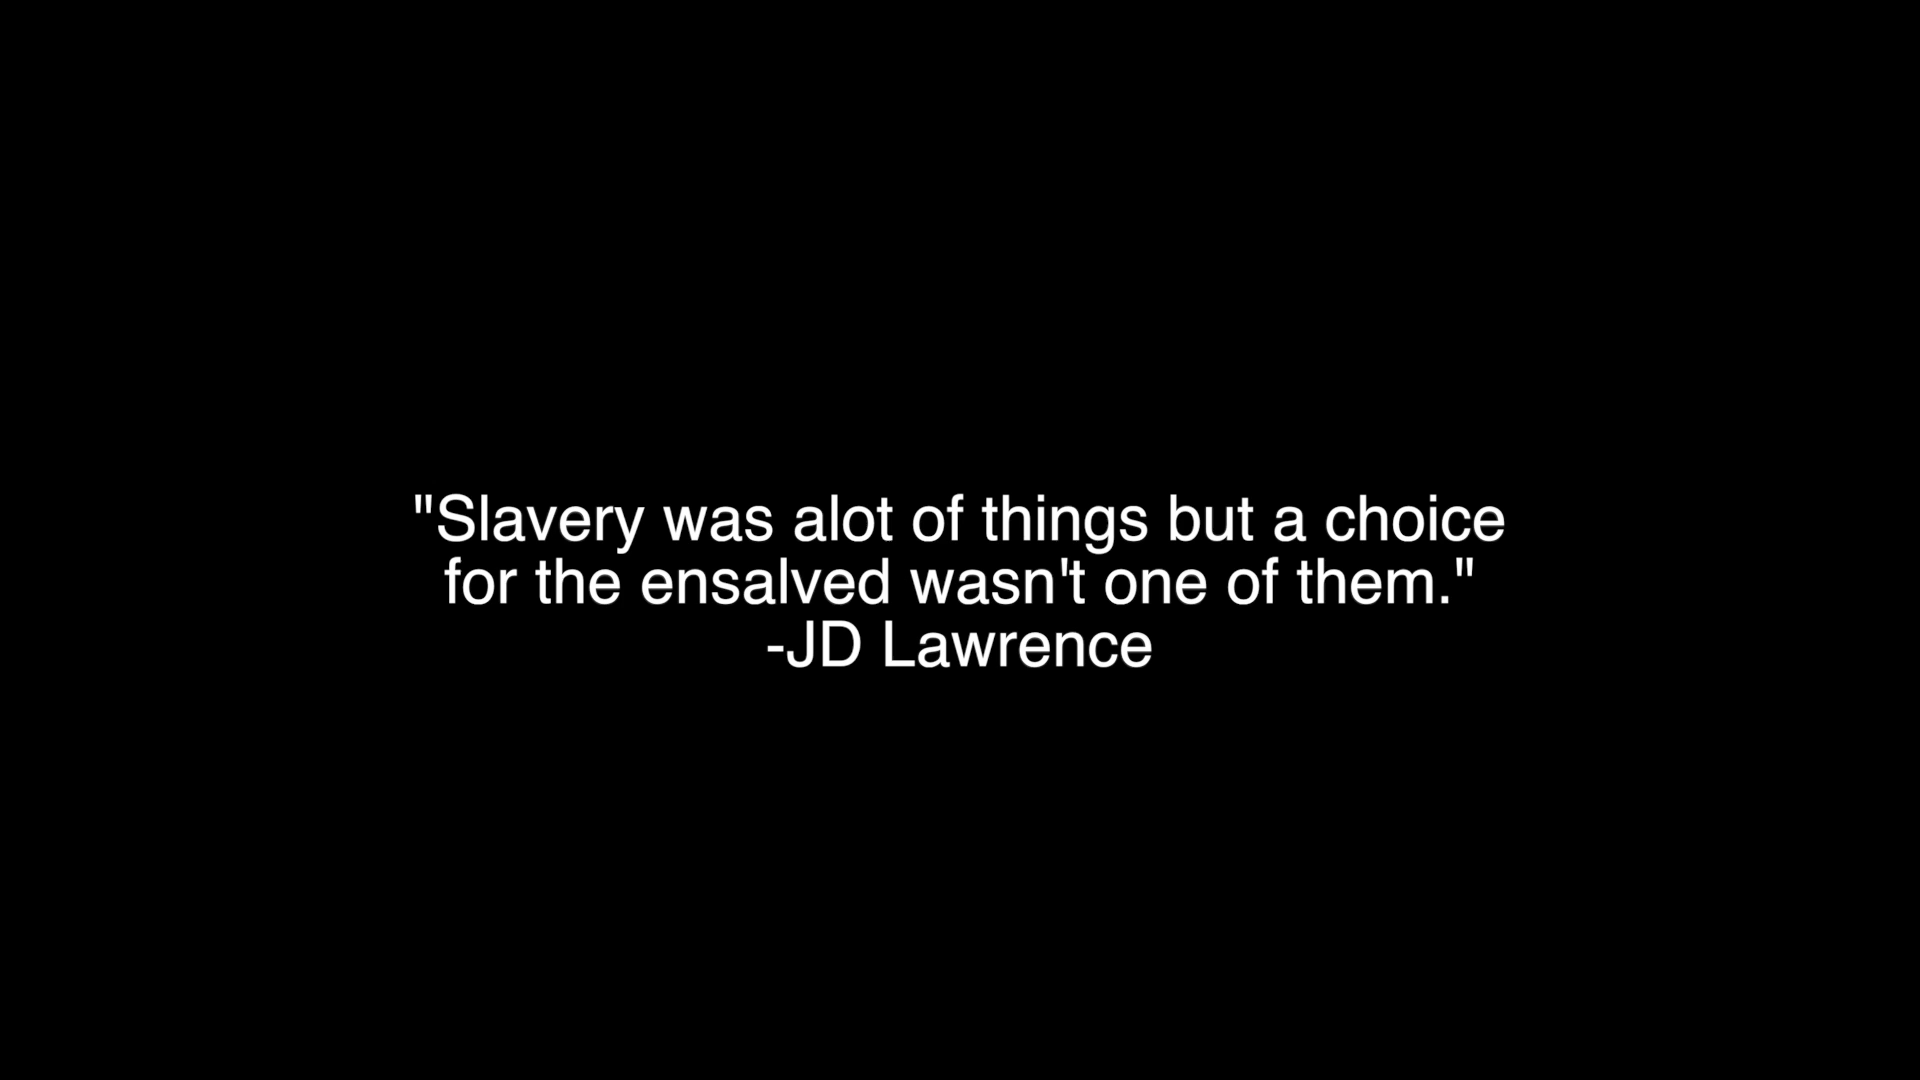 "Slavery was alot of things but a choice
for the ensalved wasn't one of them."
-JD Lawrence